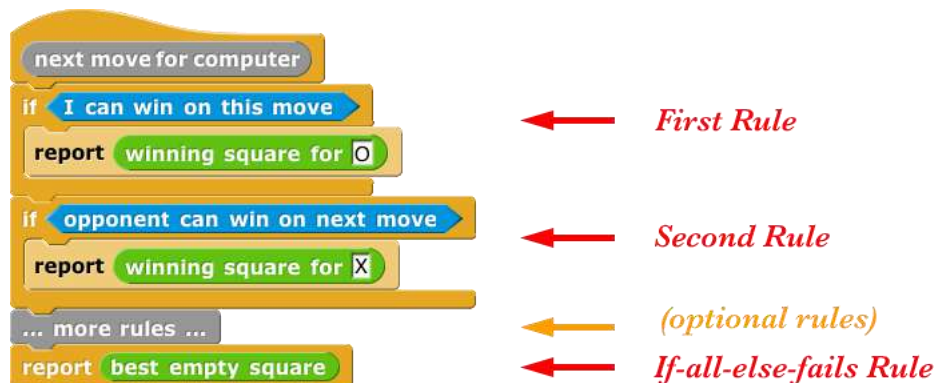 next move for computer
if I can win on this move
First Rule
report winning square for O
if opponent can win on next move
Second Rule
report winning square for X
... more rules ...
(optional rules)
report best empty square
If-all-else-fails Rule